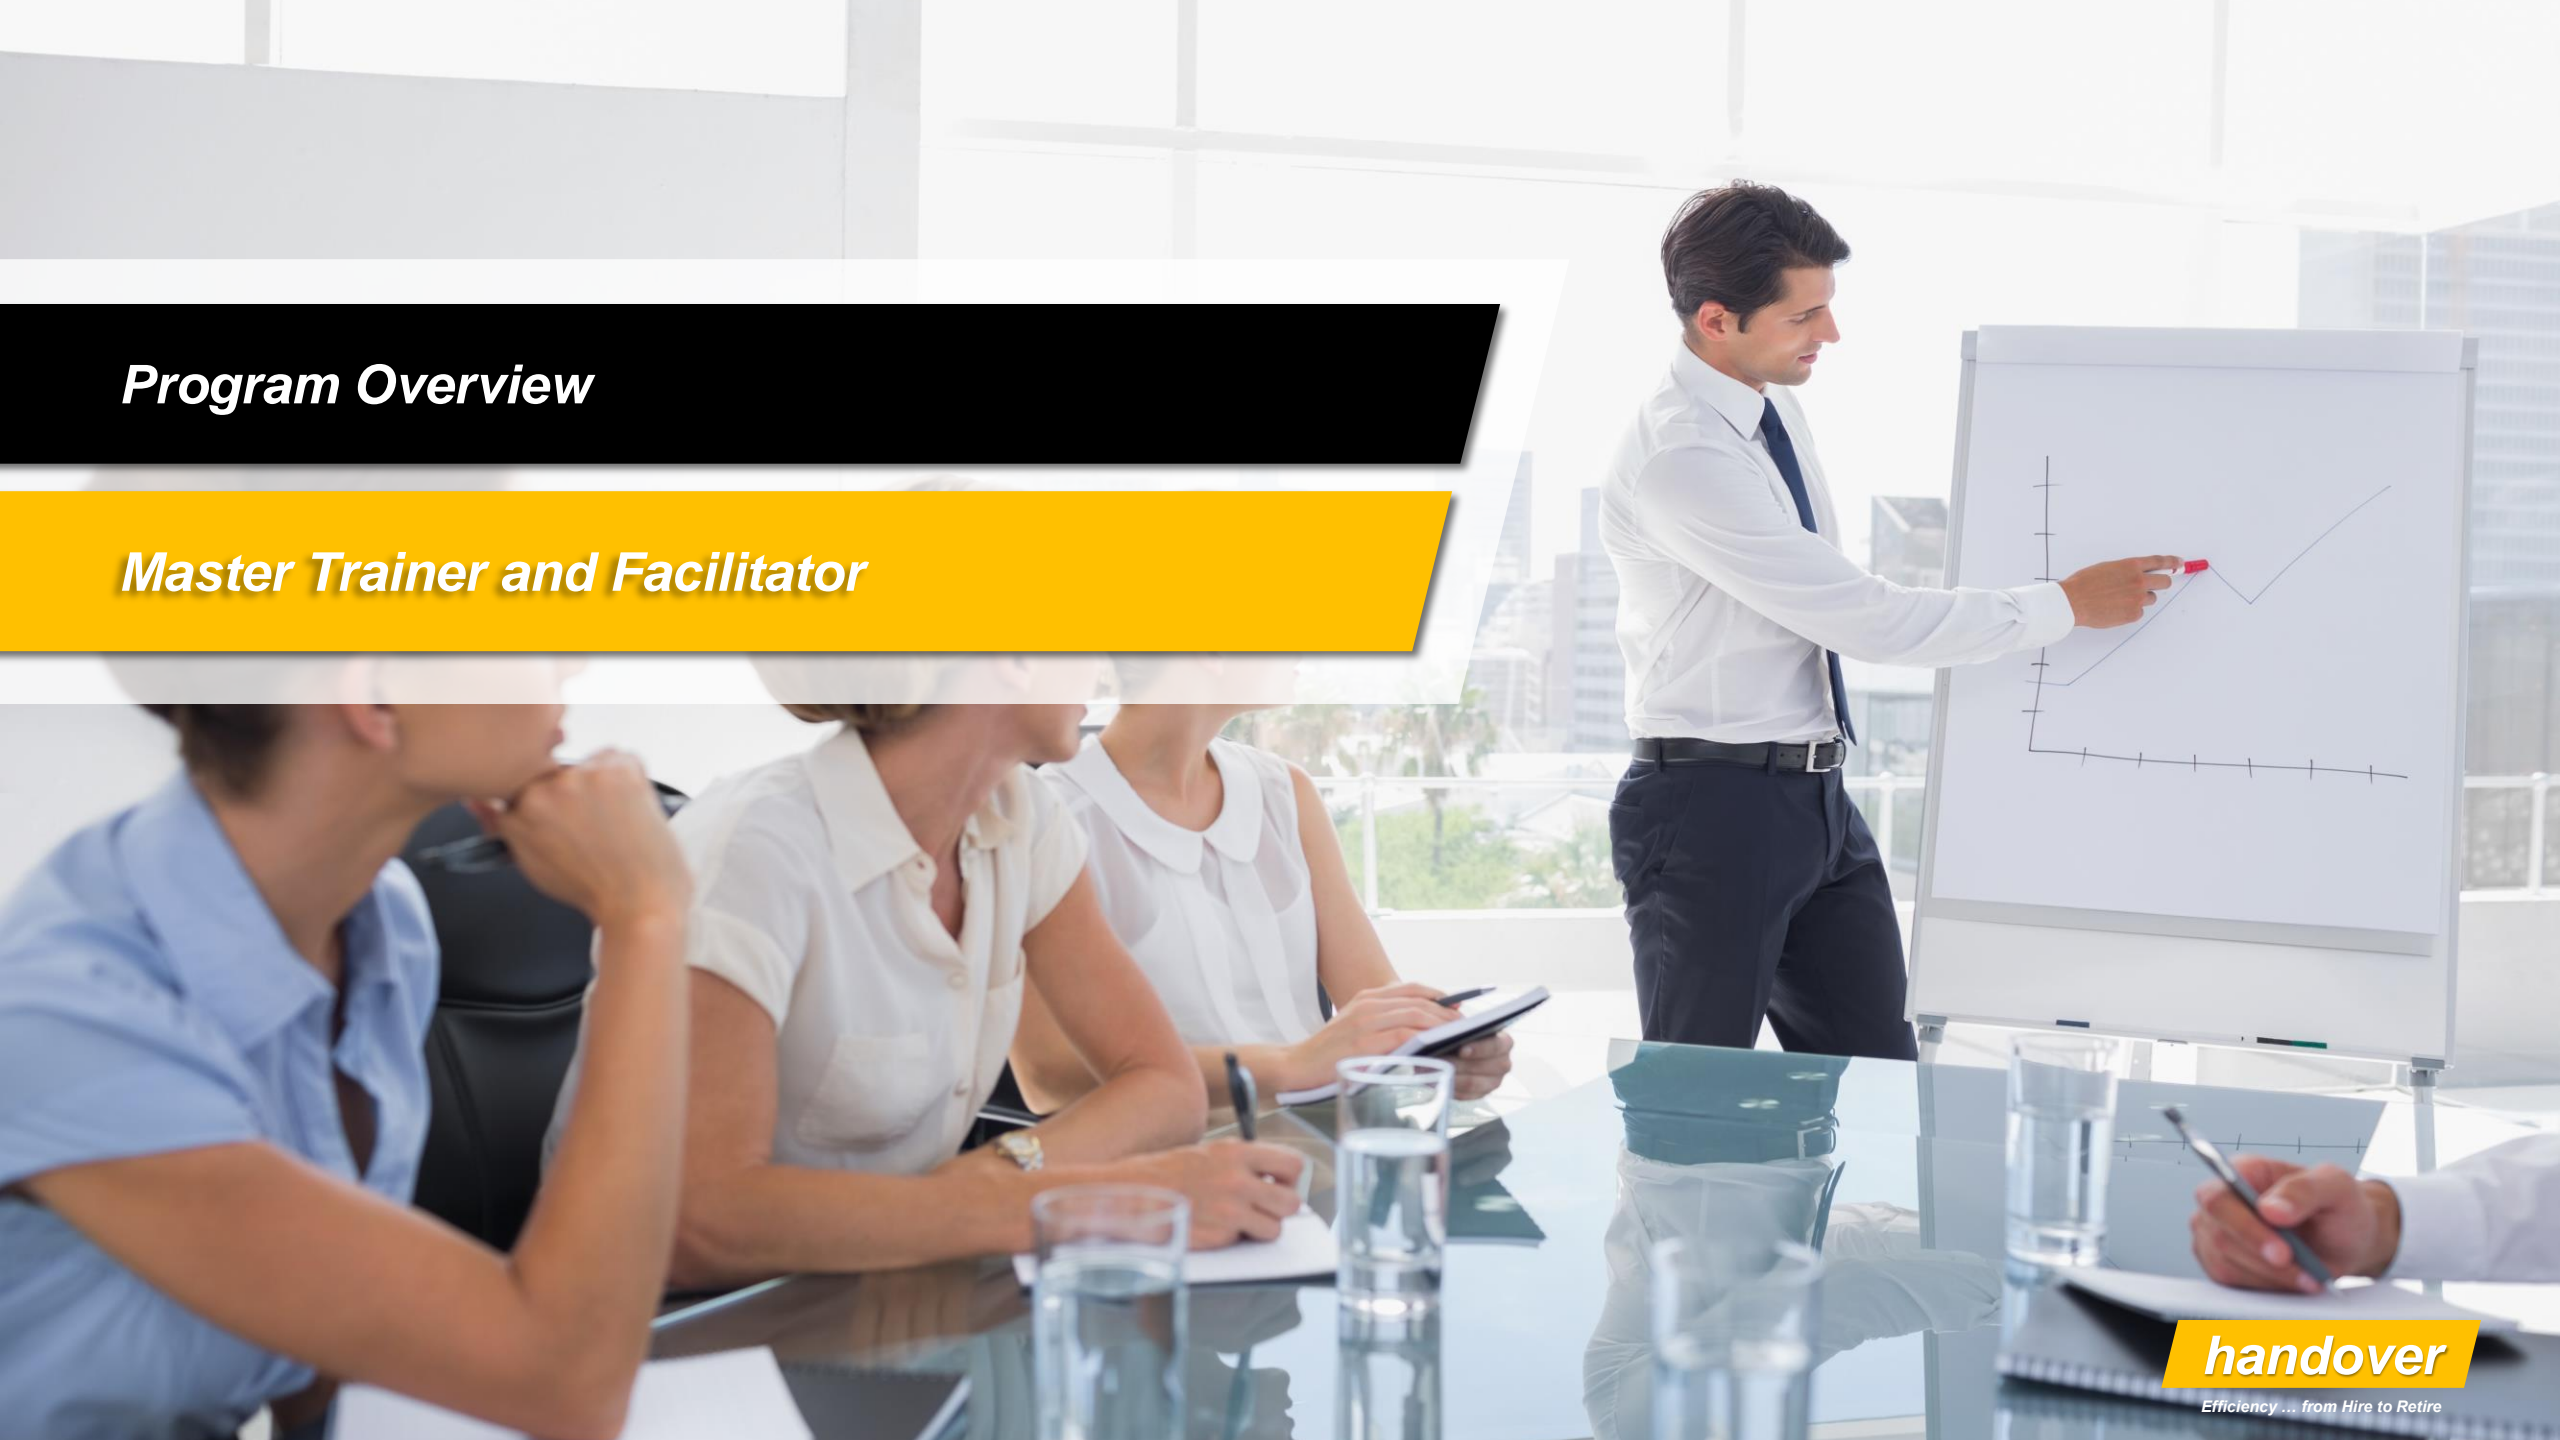 Program Overview
Master Trainer and Facilitator
handover
Efficiency ... from Hire to Retire